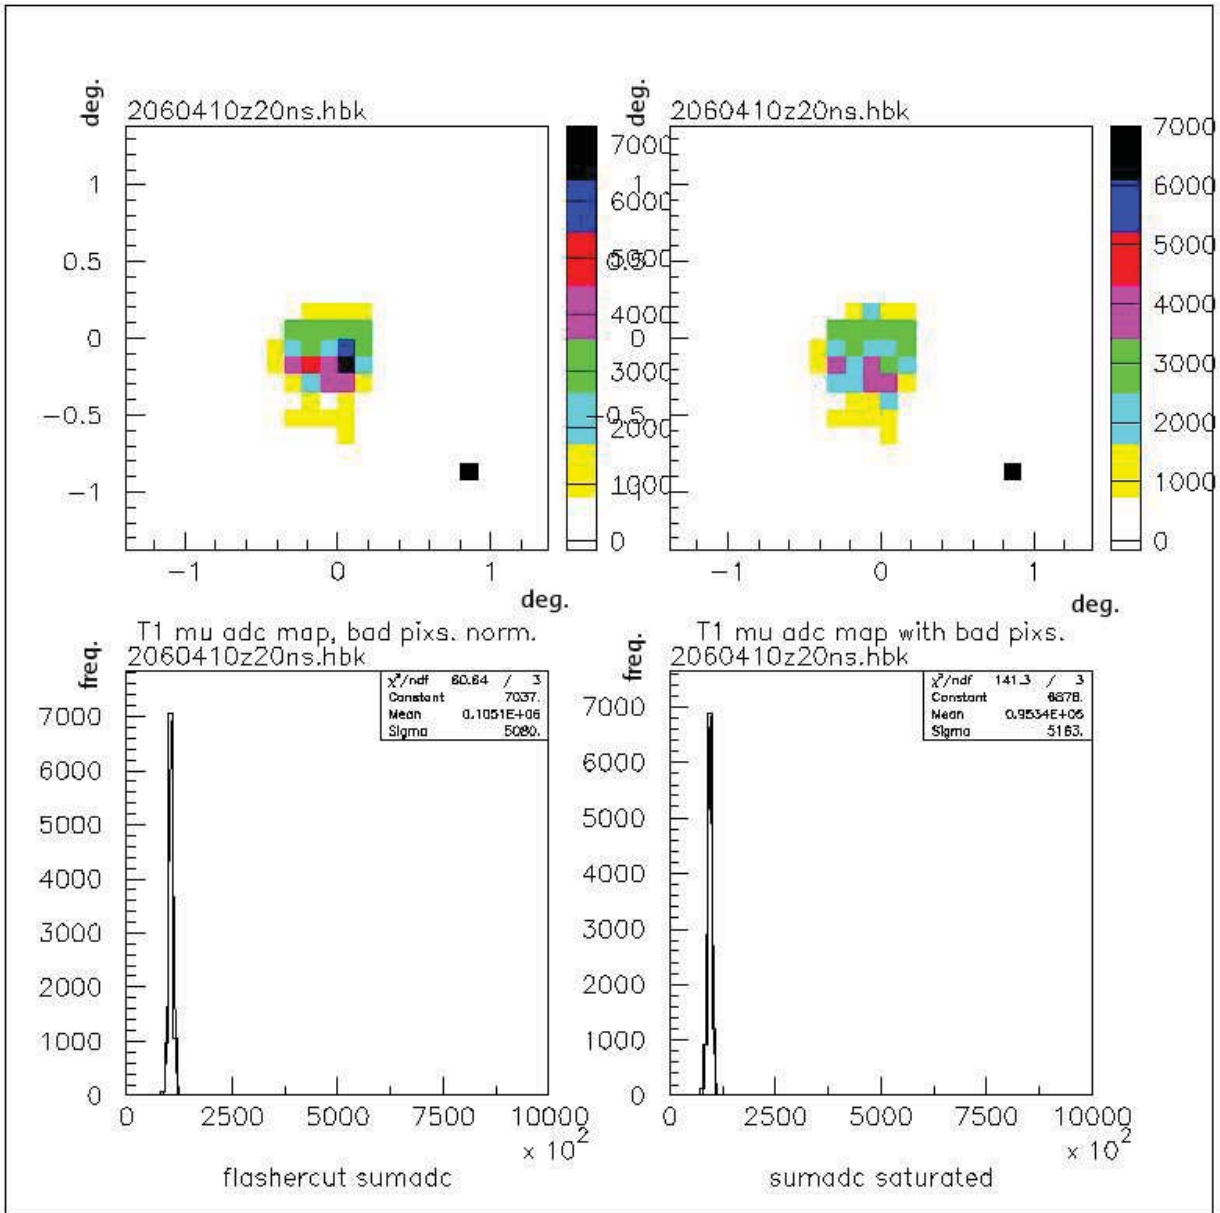 deg.
2060410z20ns.hbk
7000
6000
5000
4000
3000
2000
1000
0
1
0.5
0
−0.5
−1
−1 0 1
deg.
T1 mu adc map, bad pixs. norm.
deg.
2060410z20ns.hbk
7000
6000
5000
4000
3000
2000
1000
0
1
0.5
0
−0.5
−1
−1 0 1
deg.
T1 mu adc map with bad pixs.
freq.
2060410z20ns.hbk
χ²/ndf 60.64 / 3
Constant 7037.
Mean 0.1051E+06
Sigma 5080.
7000
6000
5000
4000
3000
2000
1000
0
0 2500 5000 7500 10000
× 10²
flashercut sumadc
freq.
2060410z20ns.hbk
χ²/ndf 141.3 / 3
Constant 6878.
Mean 0.9534E+05
Sigma 5163.
7000
6000
5000
4000
3000
2000
1000
0
0 2500 5000 7500 10000
× 10²
sumadc saturated